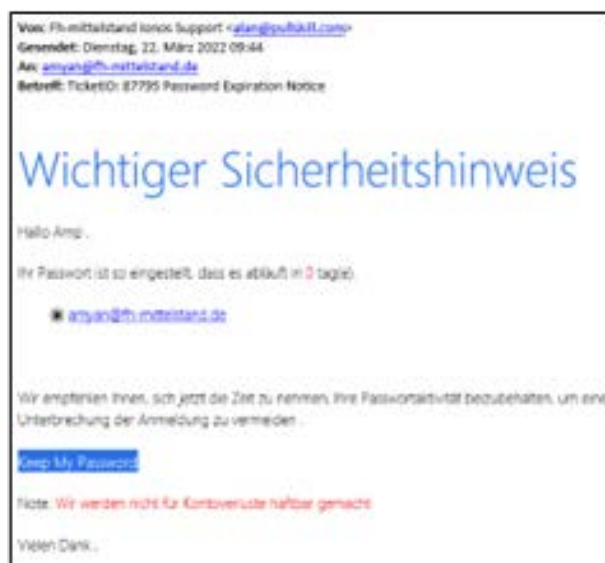 Von: Fh-mittelstand Ionos Support <alan@pullskill.com>
Gesendet: Dienstag, 22. März 2022 09:44
An: amyan@fh-mittelstand.de
Betreff: TicketID: 87795 Password Expiration Notice
Wichtiger Sicherheitshinweis
Hallo Amp .
Ihr Passwort ist so eingestellt, dass es abläuft in 0 tag(e).
amyan@fh-mittelstand.de
Wir empfehlen Ihnen, sich jetzt die Zeit zu nehmen, Ihre Passwortaktivität beizubehalten, um eine
Unterbrechung der Anmeldung zu vermeiden .
Keep My Password
Note: Wir werden nicht für Kontoverluste haftbar gemacht
Vielen Dank .